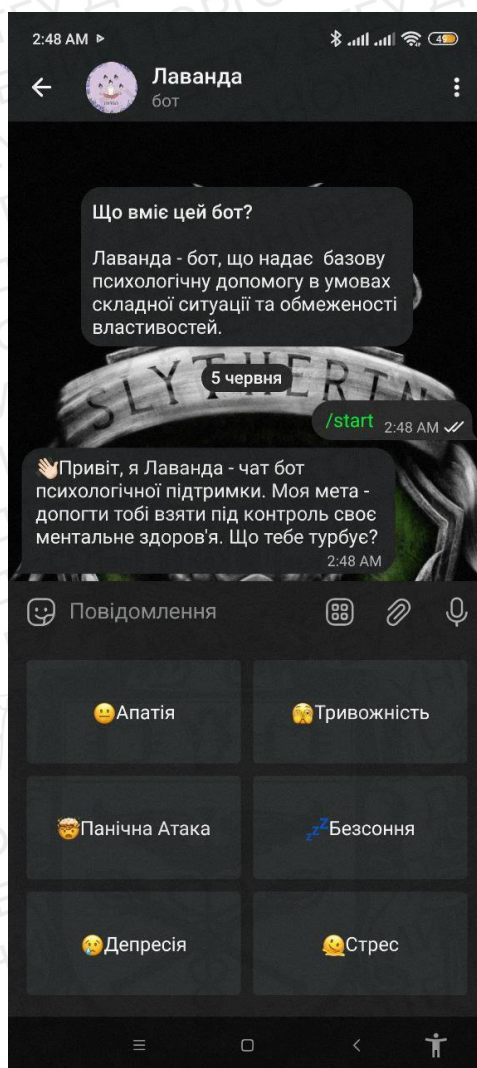 2:48 AM
49
Лаванда
бот
Що вміє цей бот?
Лаванда - бот, що надає базову
психологічну допомогу в умовах
складної ситуації та обмеженості
властивостей.
SLYTHERIN
5 червня
/start 2:48 AM
👋🏻Привіт, я Лаванда - чат бот
психологічної підтримки. Моя мета -
допогти тобі взяти під контроль своє
ментальне здоров'я. Що тебе турбує?
2:48 AM
Повідомлення
😐Апатія
🫣Тривожність
🤯Панічна Атака
💤Безсоння
😢Депресія
🫠Стрес